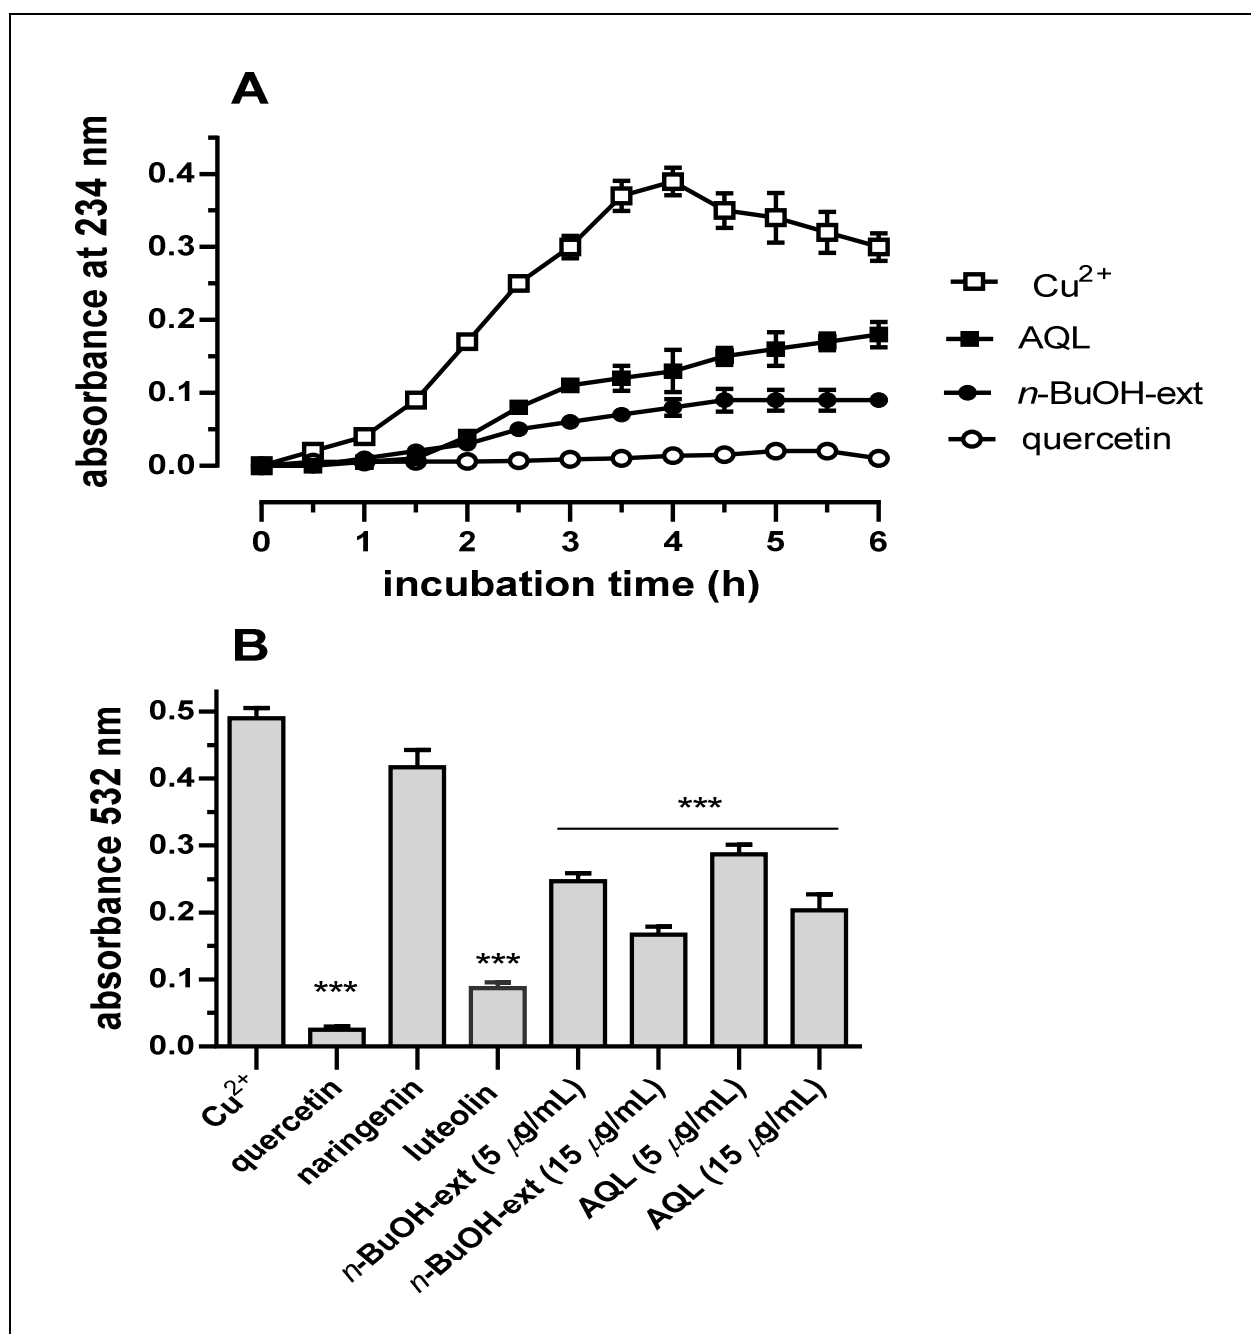 A
absorbance at 234 nm
0.4
0.3
0.2
0.1
0.0
0 1 2 3 4 5 6
incubation time (h)
Cu²⁺
AQL
n-BuOH-ext
quercetin
B
absorbance 532 nm
0.5
0.4
0.3
0.2
0.1
0.0
***
***
***
Cu²⁺
quercetin
naringenin
luteolin
n-BuOH-ext (5 µg/mL)
n-BuOH-ext (15 µg/mL)
AQL (5 µg/mL)
AQL (15 µg/mL)